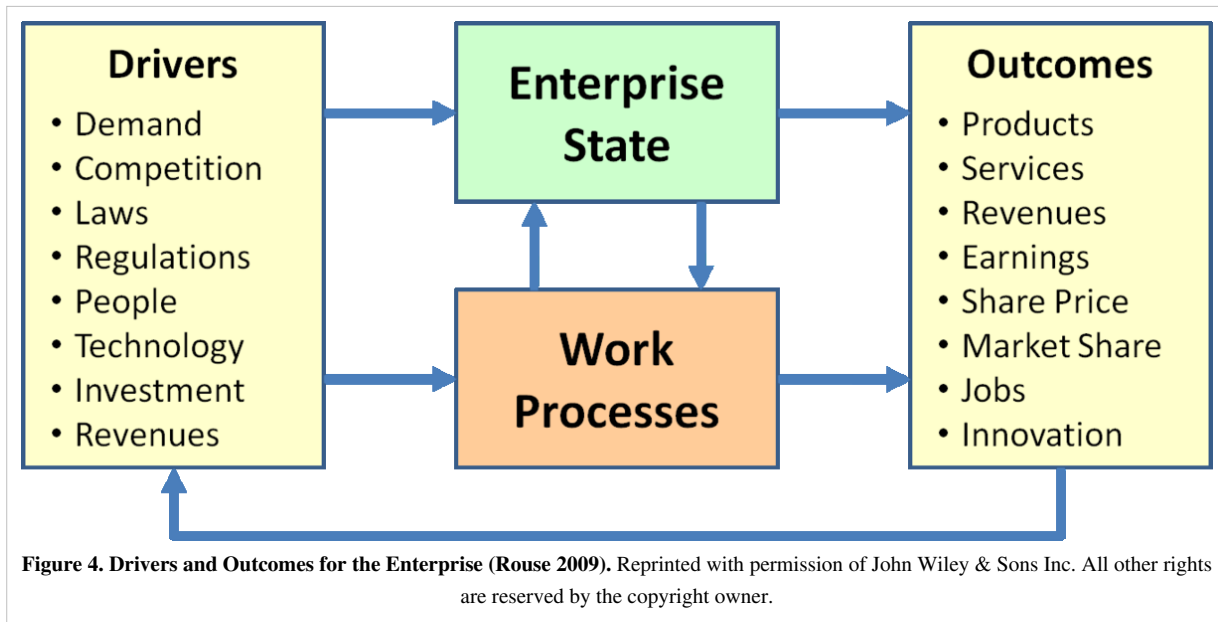 Drivers
• Demand
• Competition
• Laws
• Regulations
• People
• Technology
• Investment
• Revenues
Enterprise
State
Work
Processes
Outcomes
• Products
• Services
• Revenues
• Earnings
• Share Price
• Market Share
• Jobs
• Innovation
Figure 4. Drivers and Outcomes for the Enterprise (Rouse 2009). Reprinted with permission of John Wiley & Sons Inc. All other rights
are reserved by the copyright owner.